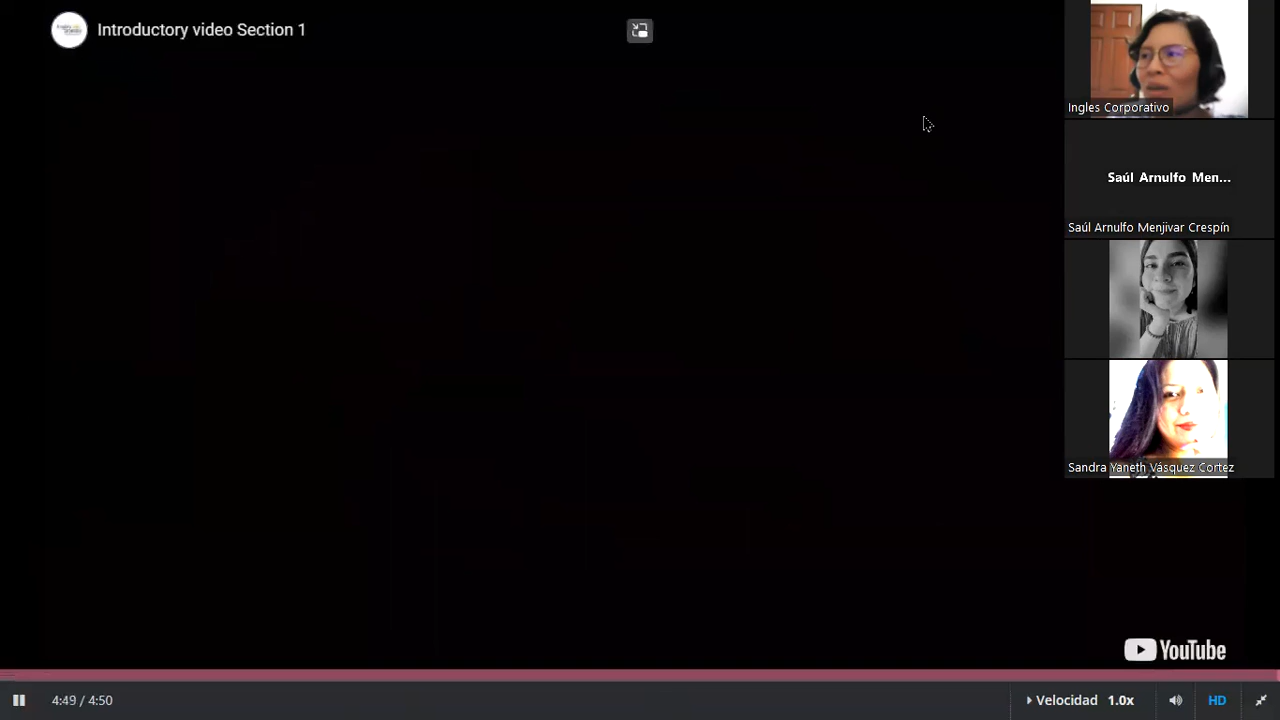 Introductory video Section 1
Ingles Corporativo
Saúl Arnulfo Men...
Saúl Arnulfo Menjivar Crespín
Sandra Yaneth Vásquez Cortez
YouTube
4:49 / 4:50
Velocidad 1.0x
HD